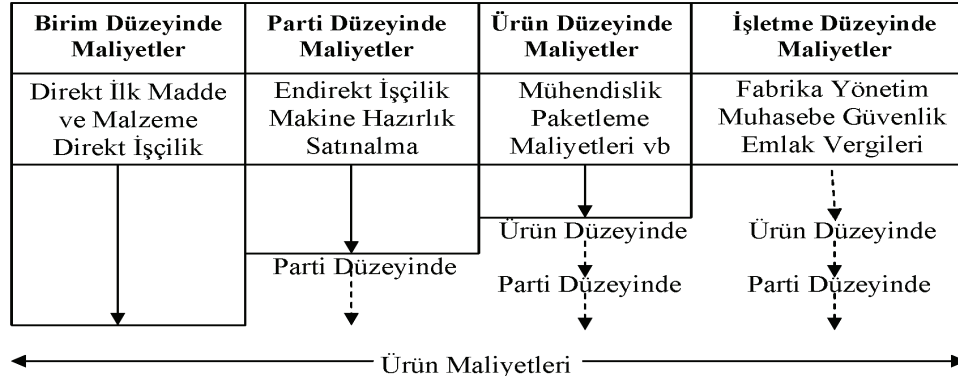 Birim Düzeyinde
Maliyetler
Parti Düzeyinde
Maliyetler
Ürün Düzeyinde
Maliyetler
İşletme Düzeyinde
Maliyetler
Direkt İlk Madde
ve Malzeme
Direkt İşçilik
Endirekt İşçilik
Makine Hazırlık
Satınalma
Mühendislik
Paketleme
Maliyetleri vb
Fabrika Yönetim
Muhasebe Güvenlik
Emlak Vergileri
Parti Düzeyinde
Ürün Düzeyinde
Parti Düzeyinde
Ürün Düzeyinde
Parti Düzeyinde
Ürün Maliyetleri